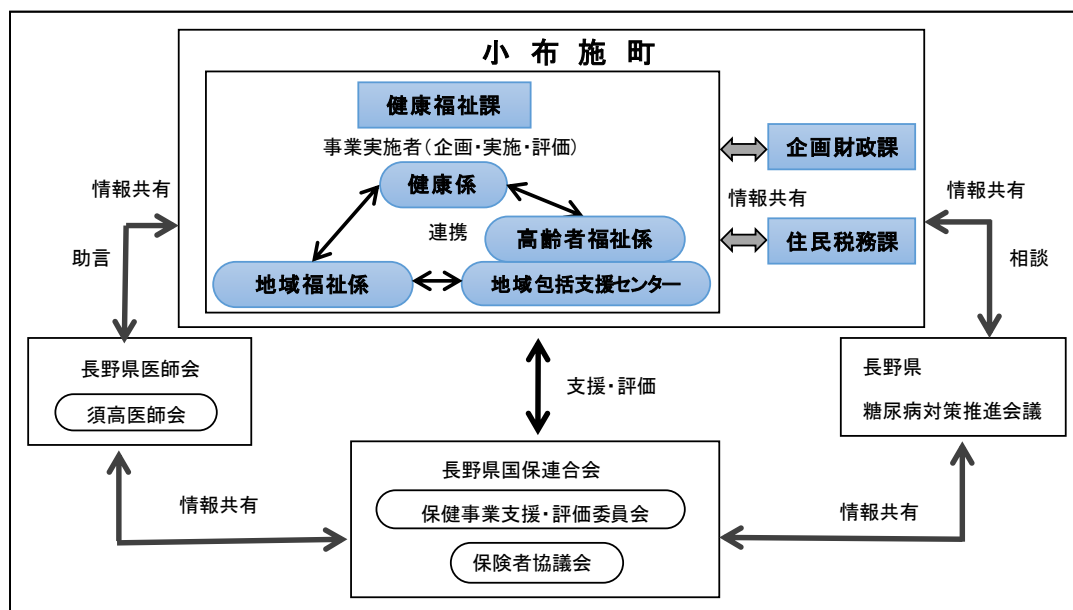 小布施町
健康福祉課
事業実施者(企画・実施・評価)
健康係
連携
高齢者福祉係
地域福祉係
地域包括支援センター
情報共有
企画財政課
住民税務課
情報共有
助言
情報共有
相談
長野県医師会
須高医師会
支援・評価
長野県
糖尿病対策推進会議
長野県国保連合会
保健事業支援・評価委員会
保険者協議会
情報共有
情報共有